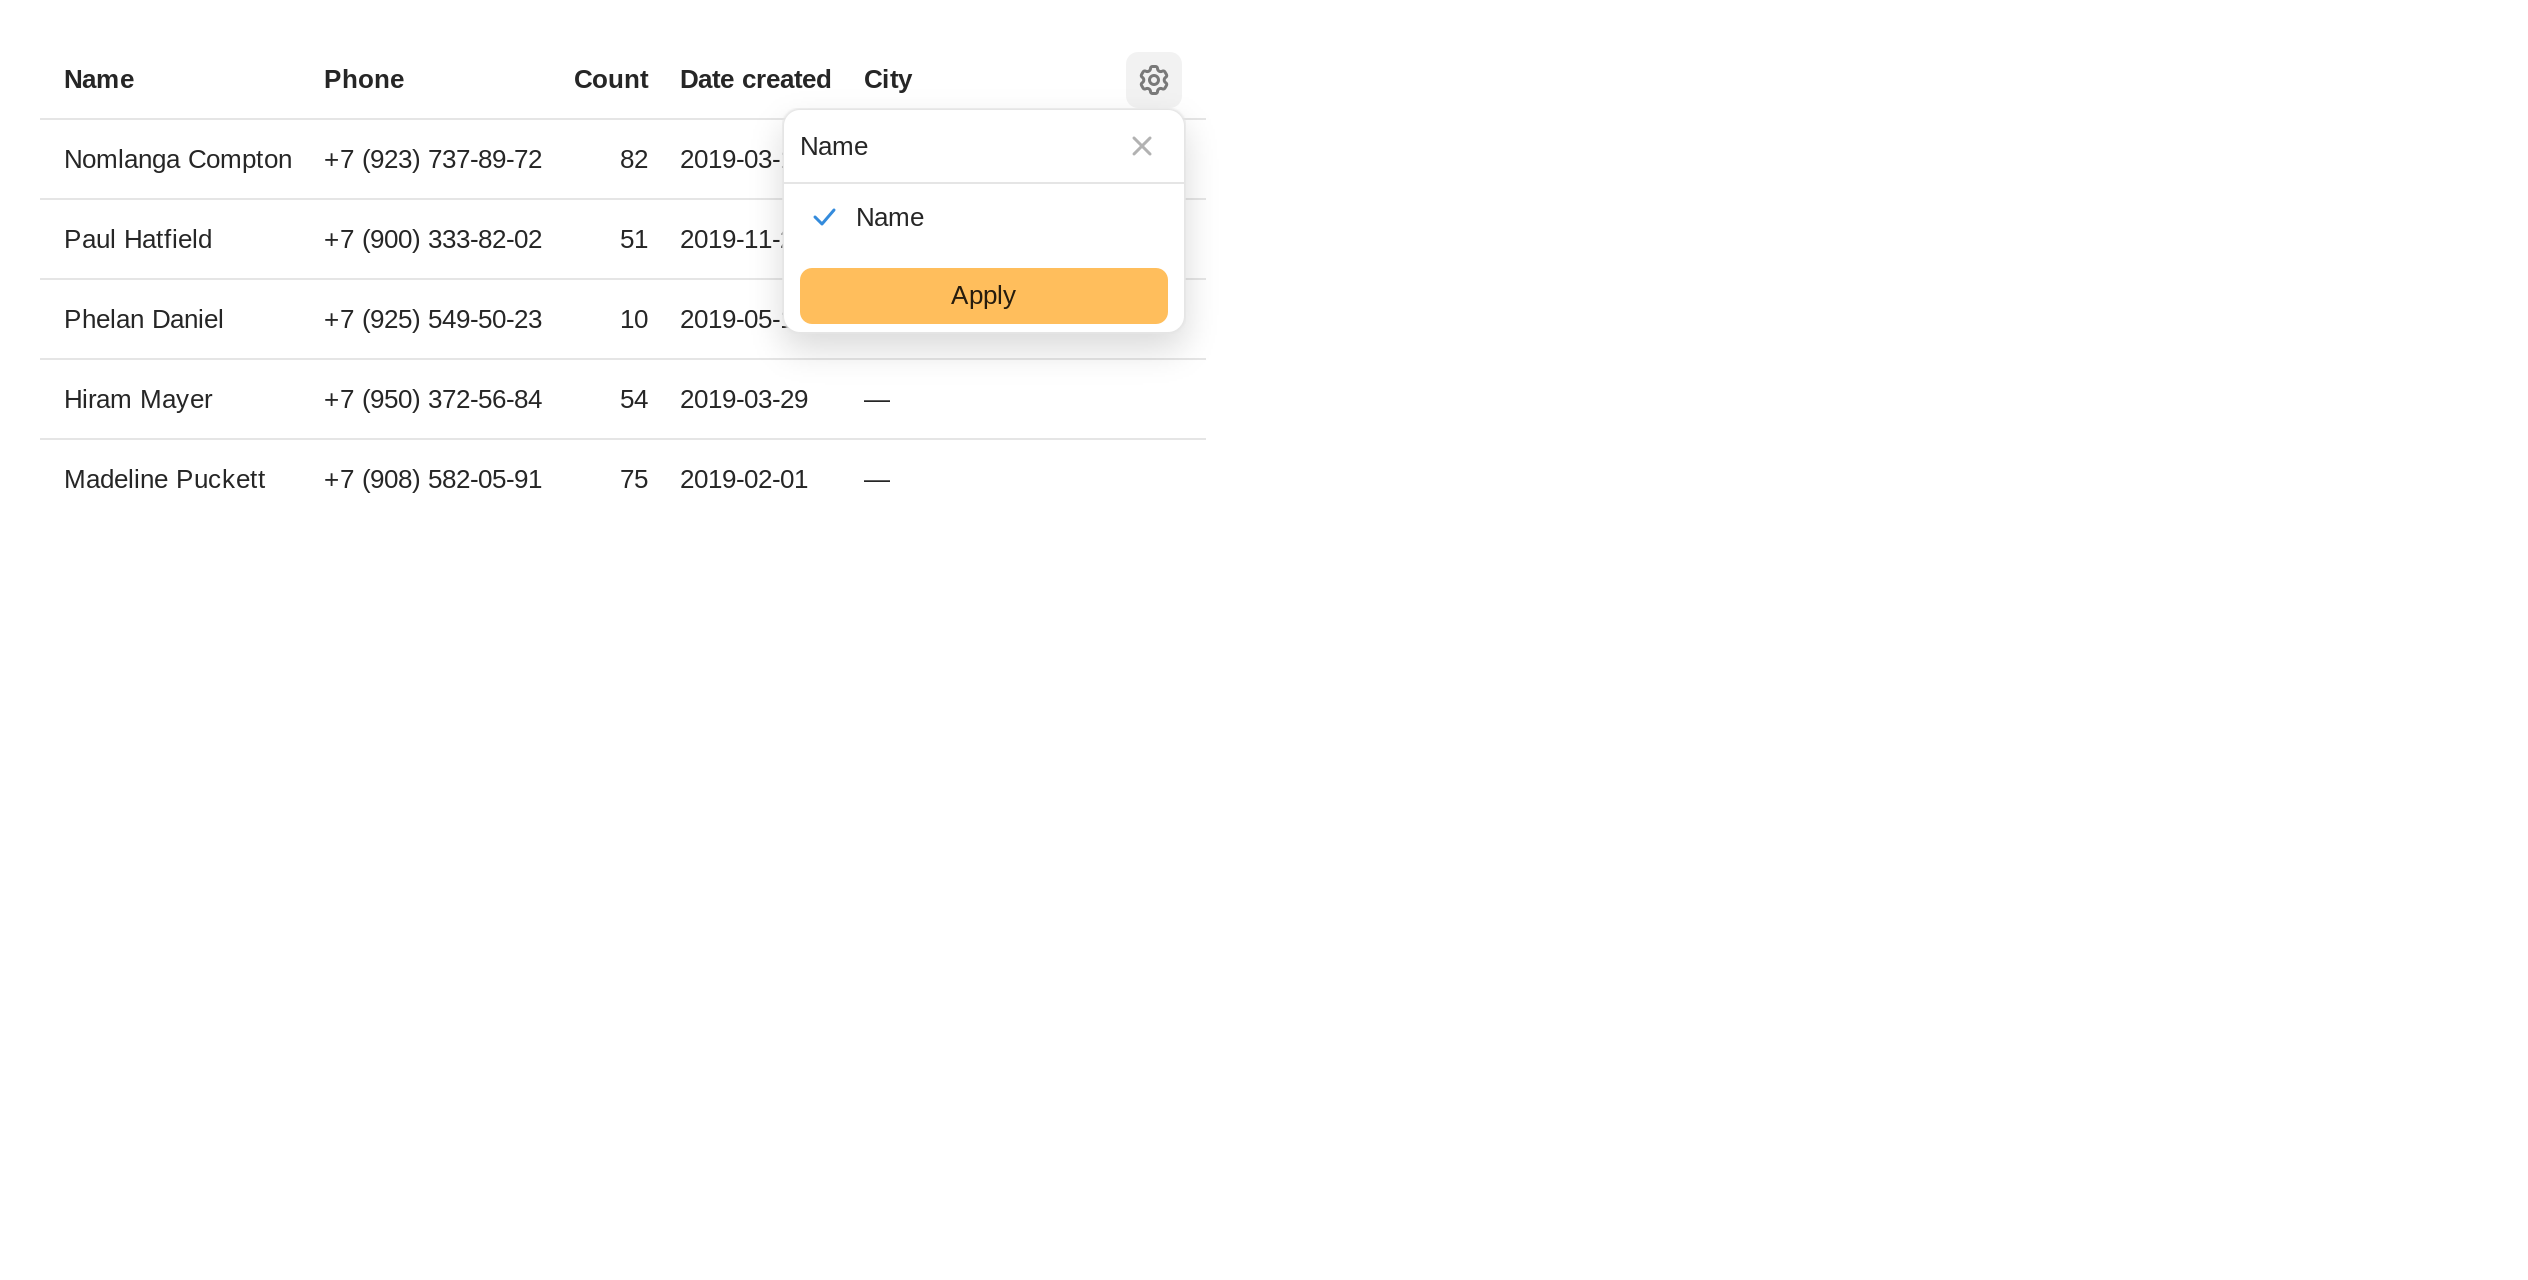 Name Phone Count Date created City
Name
Nomlanga Compton +7 (923) 737-89-72 82 2019-03-
Name
Paul Hatfield +7 (900) 333-82-02 51 2019-11-
Apply
Phelan Daniel +7 (925) 549-50-23 10 2019-05-
Hiram Mayer +7 (950) 372-56-84 54 2019-03-29 —
Madeline Puckett +7 (908) 582-05-91 75 2019-02-01 —